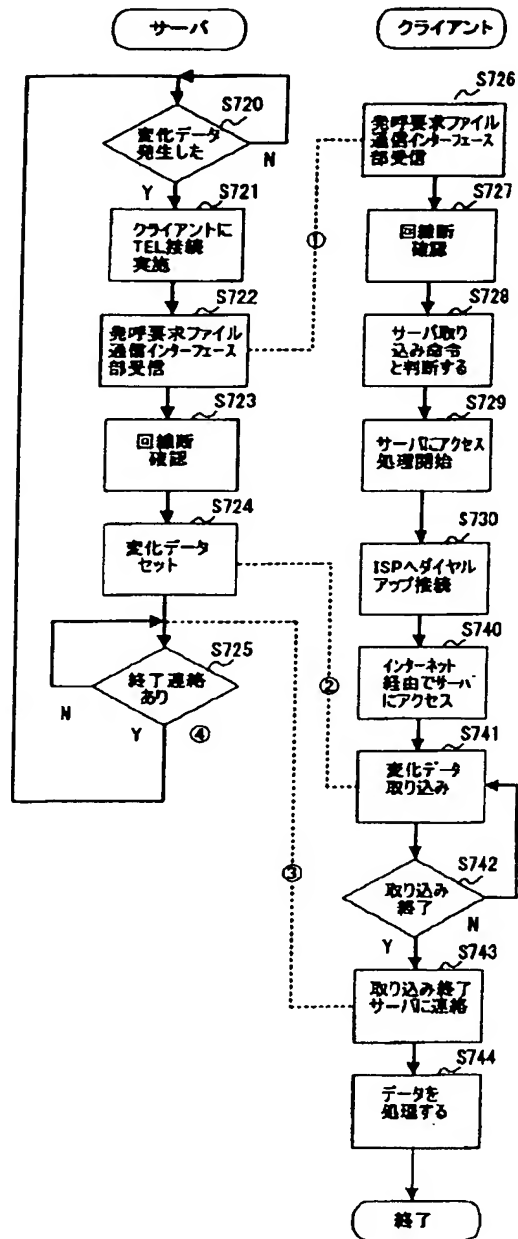 サーバ
S720
変化データ
発生した
N
Y
S721
クライアントに
TEL接続
実施
S722
発呼要求ファイル
通信インターフェース
部受信
S723
回線断
確認
S724
変化データ
セット
S725
終了連絡
あり
N
Y
④
①
②
③
クライアント
S726
発呼要求ファイル
通信インターフェース
部受信
S727
回線断
確認
S728
サーバ取り
込み命令
と判断する
S729
サーバにアクセス
処理開始
S730
ISPへダイヤル
アップ接続
S740
インターネット
経由でサーバ
にアクセス
S741
変化データ
取り込み
S742
取り込み
終了
N
Y
S743
取り込み終了
サーバに連絡
S744
データを
処理する
終了